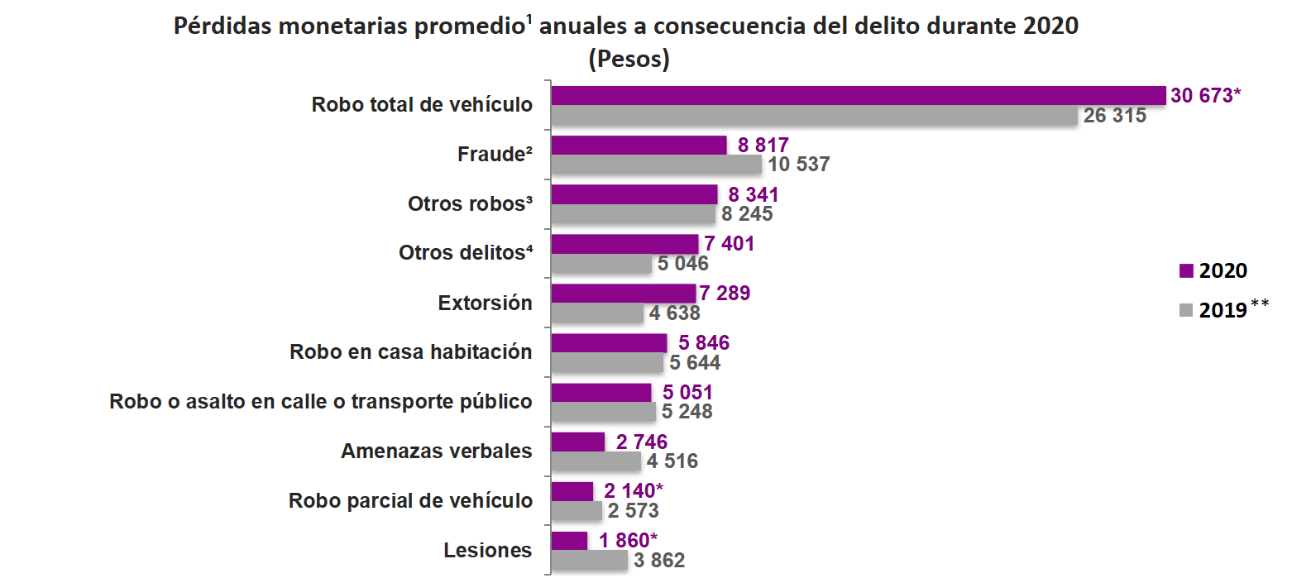 Pérdidas monetarias promedio¹ anuales a consecuencia del delito durante 2020
(Pesos)
Robo total de vehículo 30 673*
26 315
Fraude² 8 817
10 537
Otros robos³ 8 341
8 245
Otros delitos⁴ 7 401
5 046
Extorsión 7 289
4 638
Robo en casa habitación 5 846
5 644
Robo o asalto en calle o transporte público 5 051
5 248
Amenazas verbales 2 746
4 516
Robo parcial de vehículo 2 140*
2 573
Lesiones 1 860*
3 862
2020
2019**